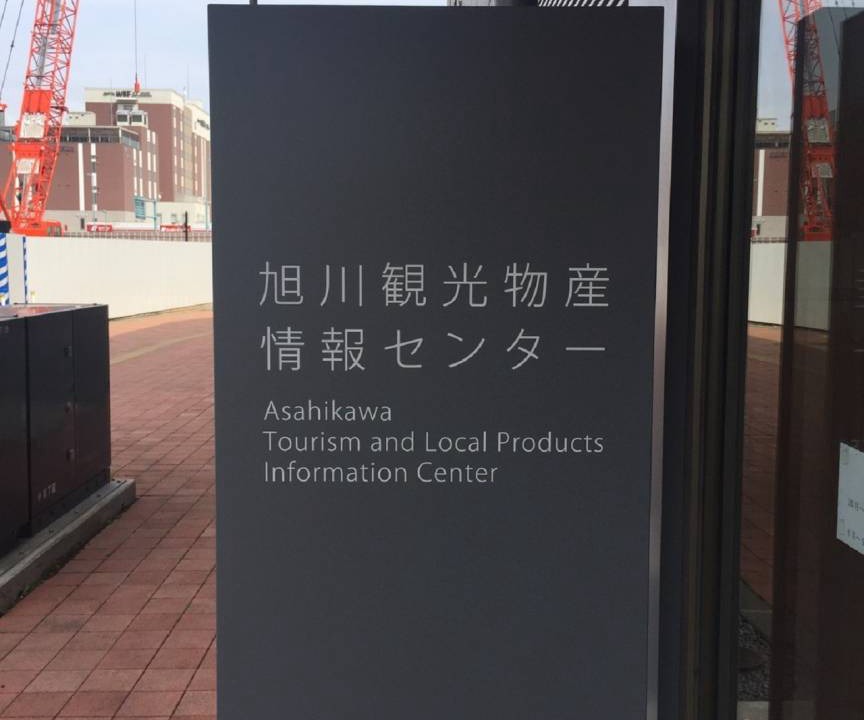 旭川観光物産
情報センター
Asahikawa
Tourism and Local Products
Information Center